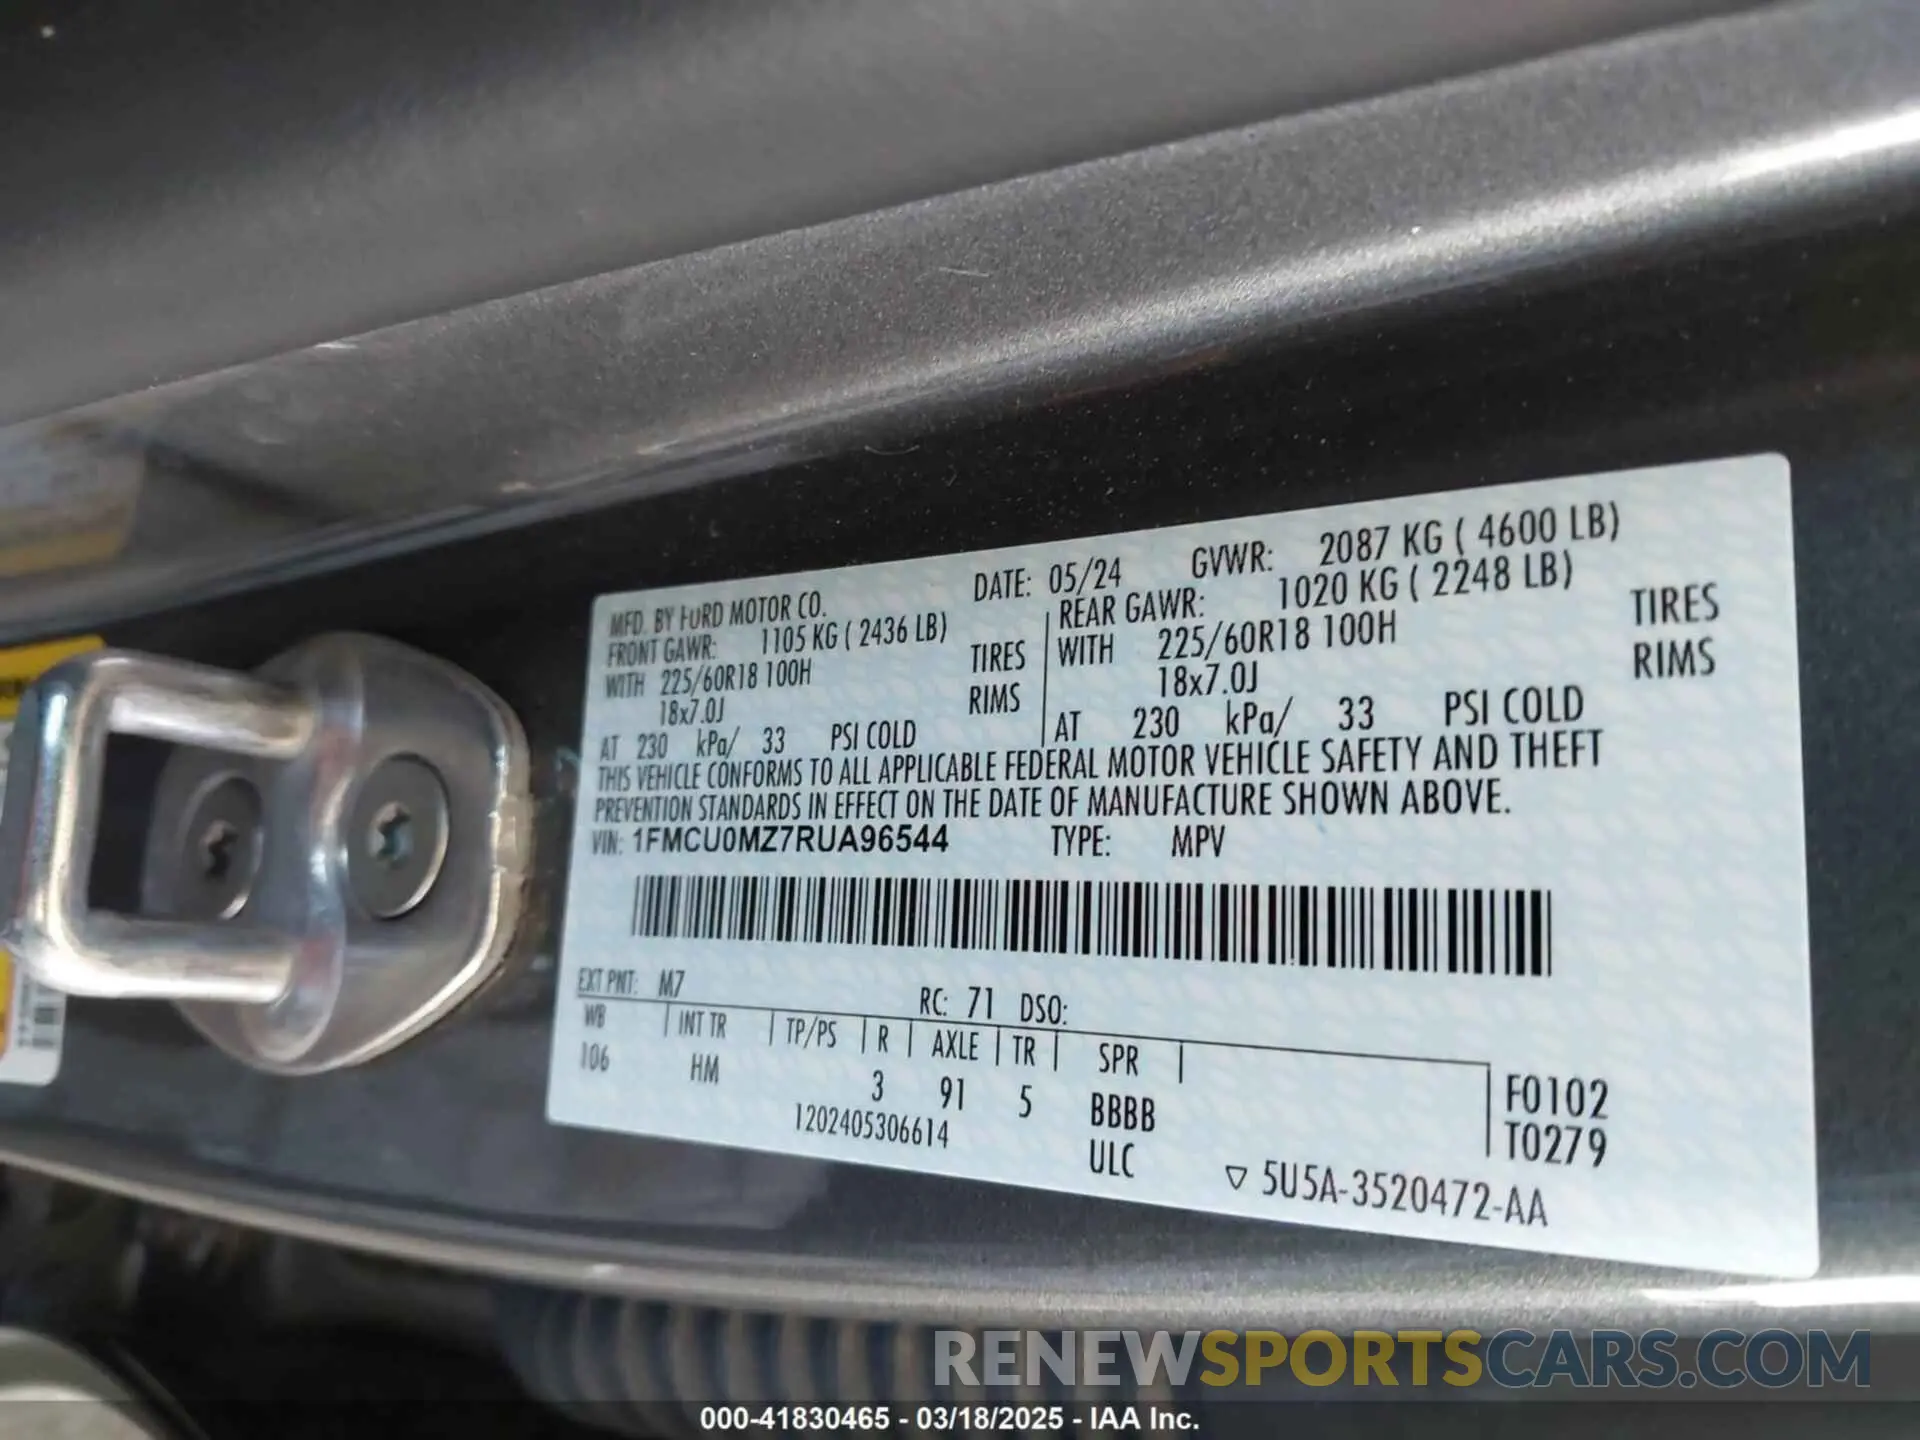 MFD. BY FORD MOTOR CO.
DATE: 05/24 GVWR: 2087 KG ( 4600 LB)
FRONT GAWR: 1105 KG ( 2436 LB)
WITH 225/60R18 100H TIRES
18x7.0J RIMS
AT 230 kPa/ 33 PSI COLD
REAR GAWR: 1020 KG ( 2248 LB)
WITH 225/60R18 100H TIRES
18x7.0J RIMS
AT 230 kPa/ 33 PSI COLD
THIS VEHICLE CONFORMS TO ALL APPLICABLE FEDERAL MOTOR VEHICLE SAFETY AND THEFT
PREVENTION STANDARDS IN EFFECT ON THE DATE OF MANUFACTURE SHOWN ABOVE.
VIN: 1FMCU0MZ7RUA96544 TYPE: MPV
EXT PNT: M7 RC: 71 DSO:
WB INT TR TP/PS R AXLE TR SPR
106 HM 3 91 5 BBBB F0102
1202405306614 ULC T0279
▽ 5U5A-3520472-AA
RENEWSPORTSCARS.COM
000-41830465 - 03/18/2025 - IAA Inc.